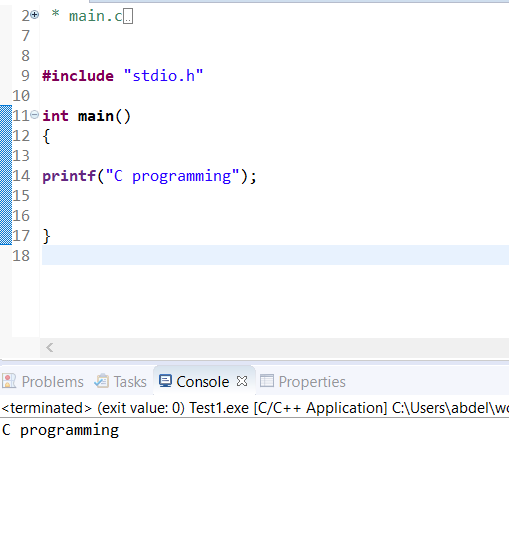 2 * main.c
7
8
9 #include "stdio.h"
10
11 int main()
12 {
13
14 printf("C programming");
15
16
17 }
18
Problems Tasks Console Properties
<terminated> (exit value: 0) Test1.exe [C/C++ Application] C:\Users\abdel\
C programming